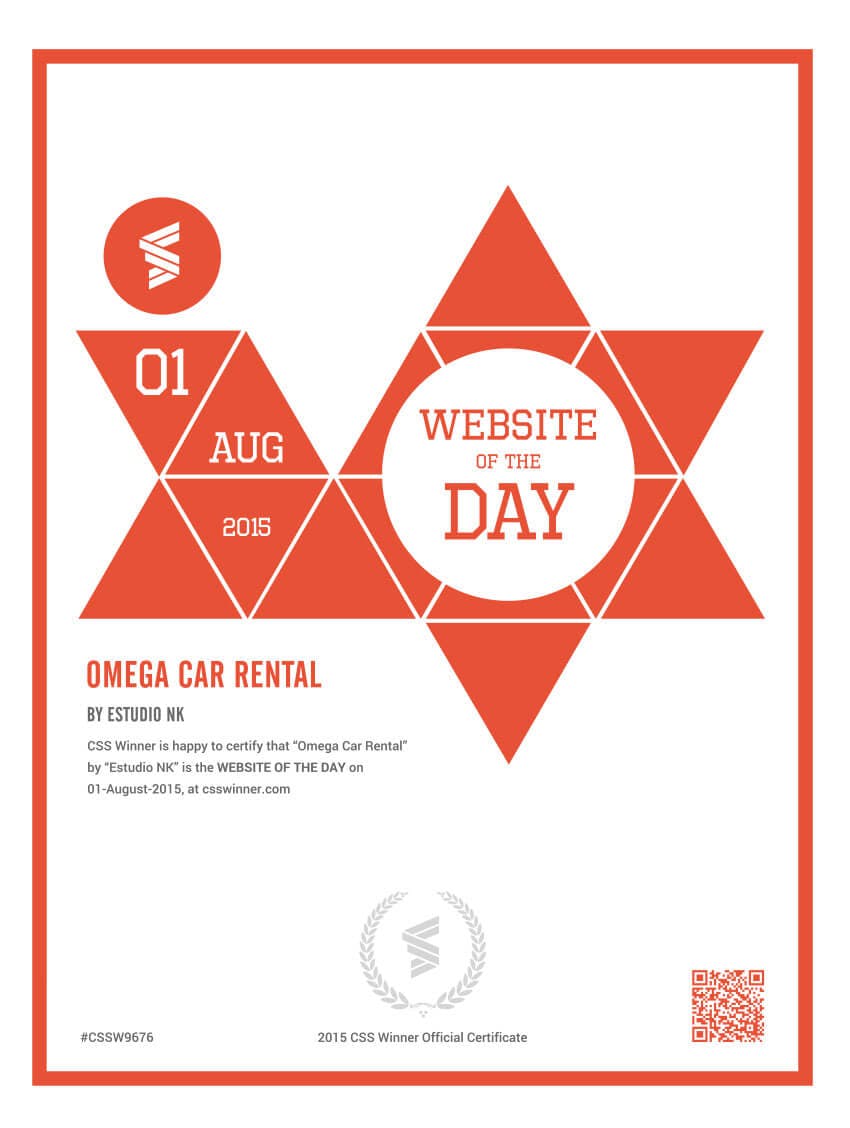 01
AUG
2015
WEBSITE
OF THE
DAY
OMEGA CAR RENTAL
BY ESTUDIO NK
CSS Winner is happy to certify that “Omega Car Rental”
by “Estudio NK” is the WEBSITE OF THE DAY on
01-August-2015, at csswinner.com
#CSSW9676
2015 CSS Winner Official Certificate